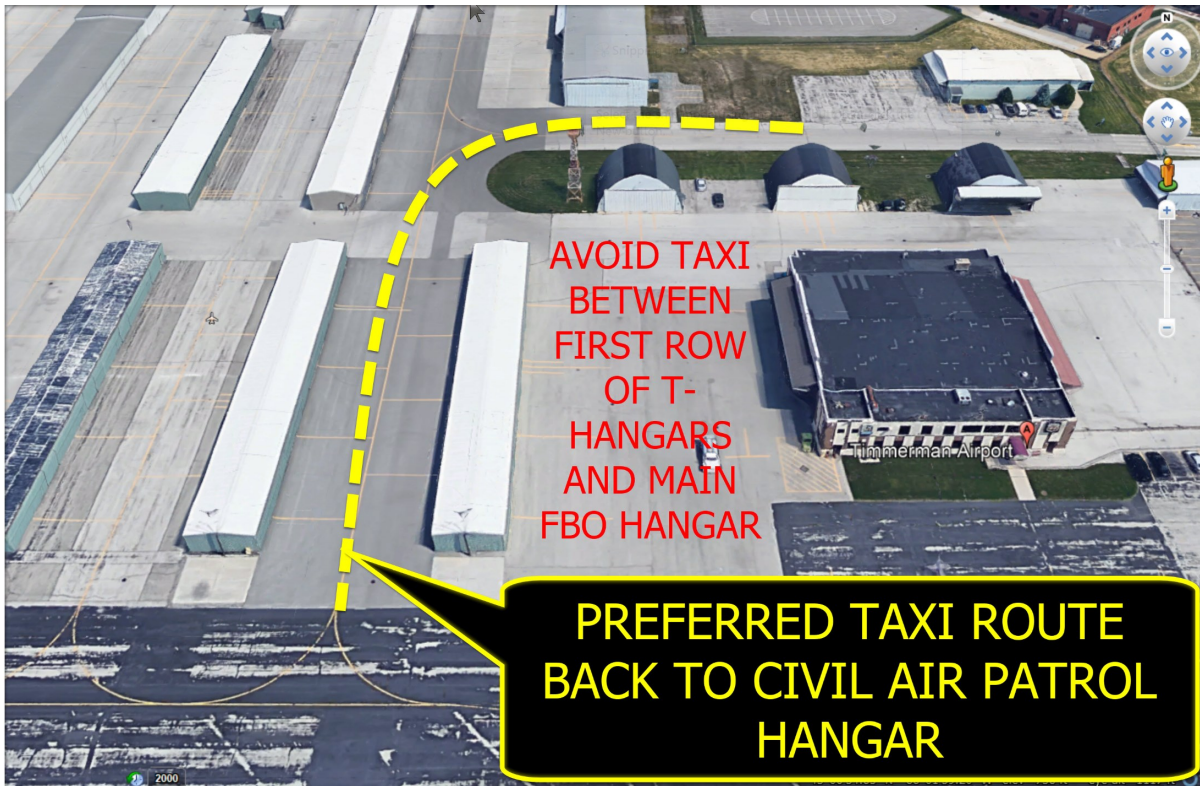 N
AVOID TAXI
BETWEEN
FIRST ROW
OF T-
HANGARS
AND MAIN
FBO HANGAR
A
Timmerman Airport
PREFERRED TAXI ROUTE
BACK TO CIVIL AIR PATROL
HANGAR
2000